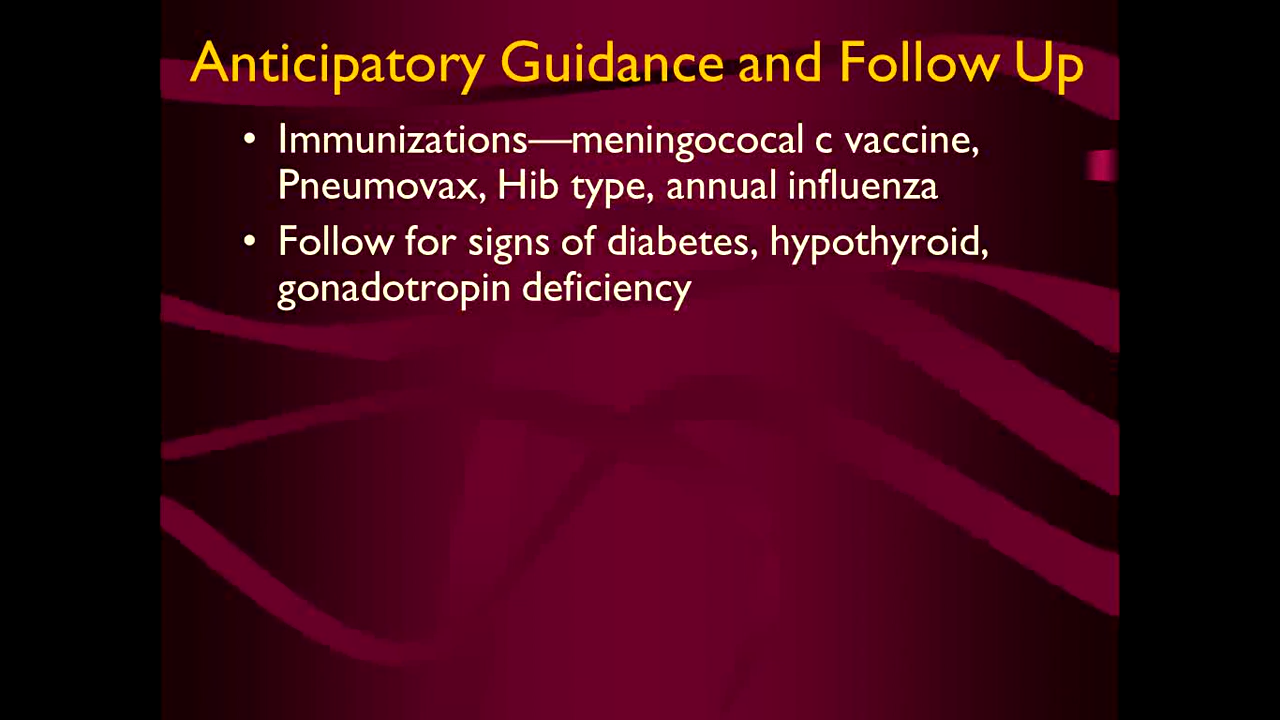 Anticipatory Guidance and Follow Up
• Immunizations—meningococal c vaccine,
Pneumovax, Hib type, annual influenza
• Follow for signs of diabetes, hypothyroid,
gonadotropin deficiency